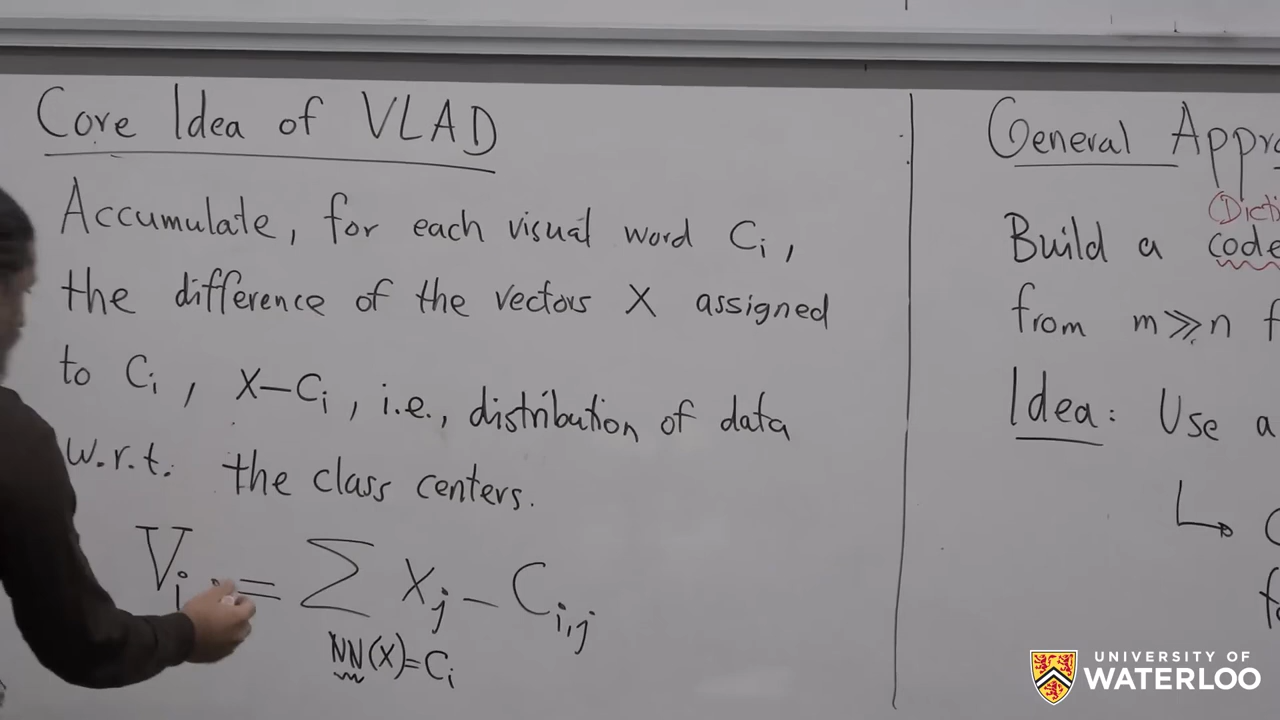 Core Idea of VLAD
Accumulate, for each visual word Ci,
the difference of the vectors X assigned
to Ci, X-Ci, i.e., distribution of data
w.r.t. the class centers.
Vi = Σ Xj - Ci,j
NN(X)=Ci
General
Build a
from m≫n
Idea: Use a
↳
UNIVERSITY OF
WATERLOO